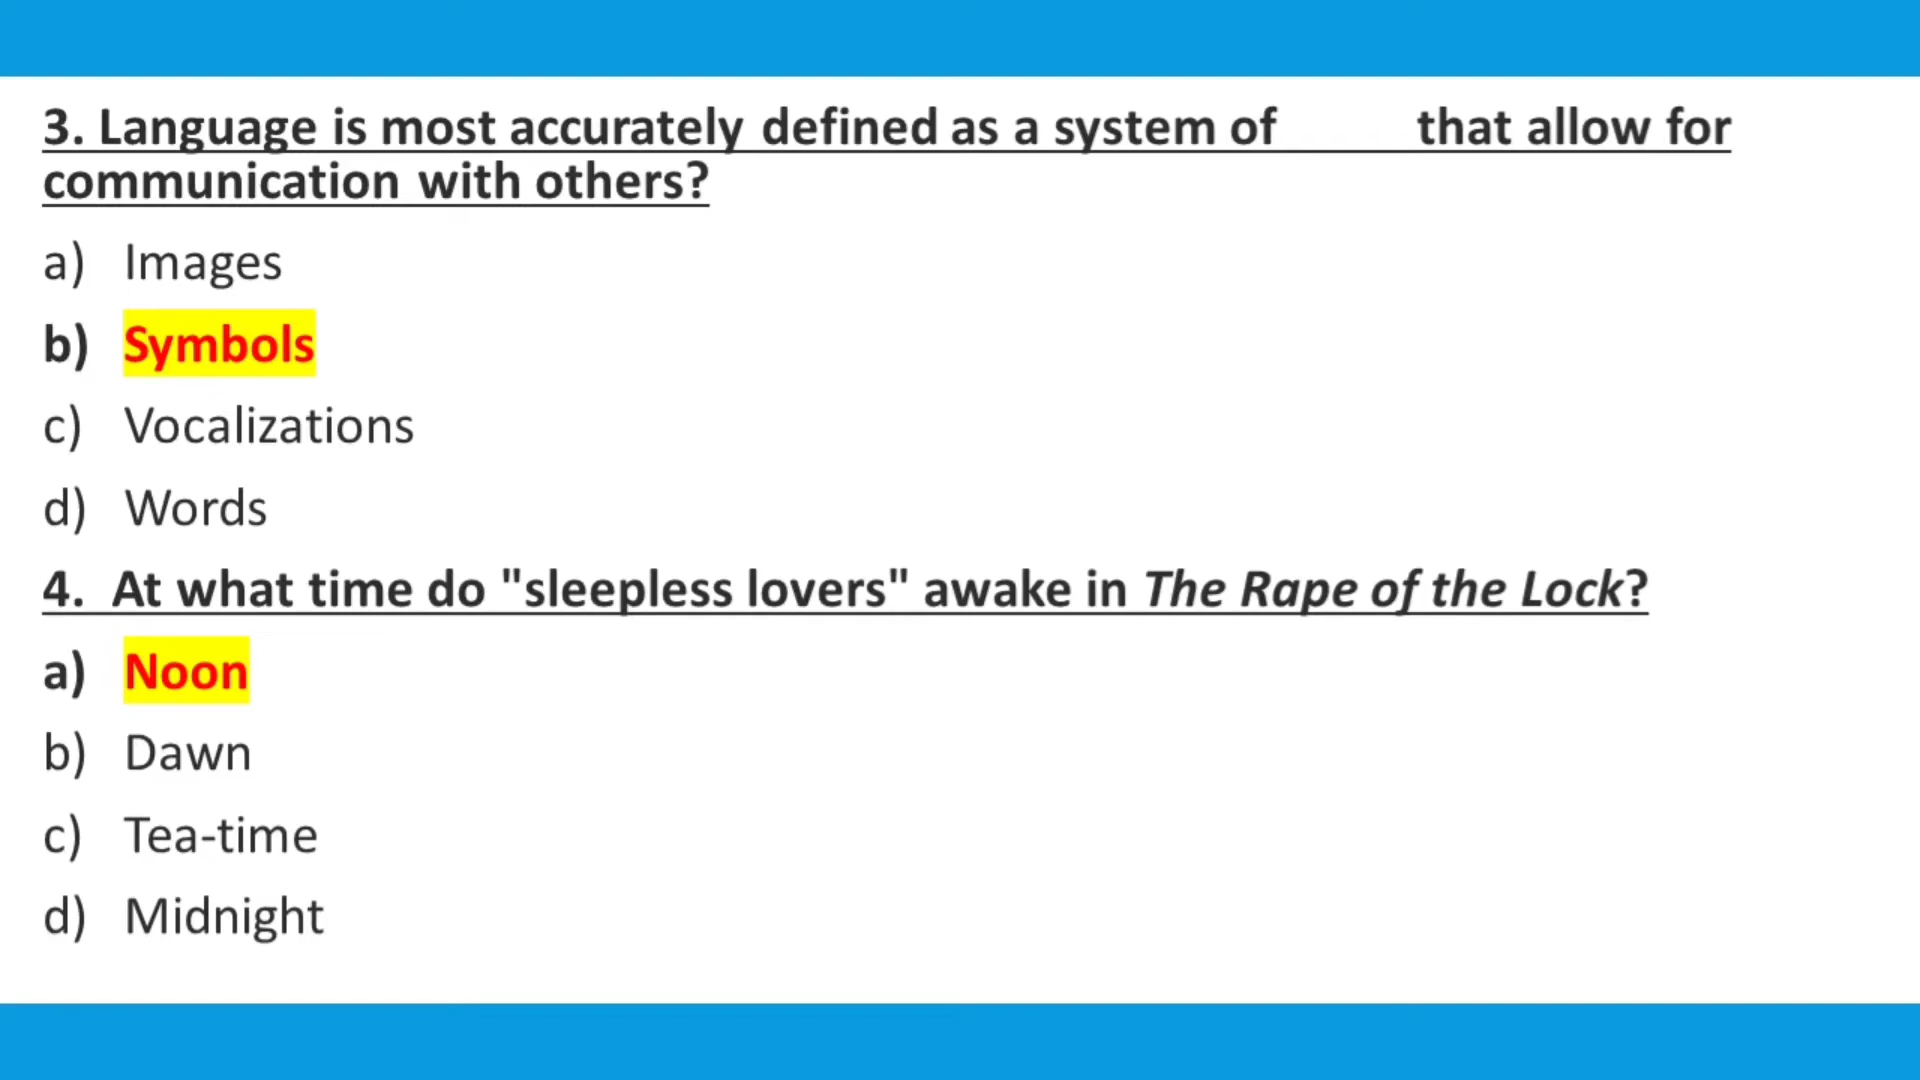 3. Language is most accurately defined as a system of _____ that allow for
communication with others?
a) Images
b) Symbols
c) Vocalizations
d) Words
4. At what time do "sleepless lovers" awake in The Rape of the Lock?
a) Noon
b) Dawn
c) Tea-time
d) Midnight